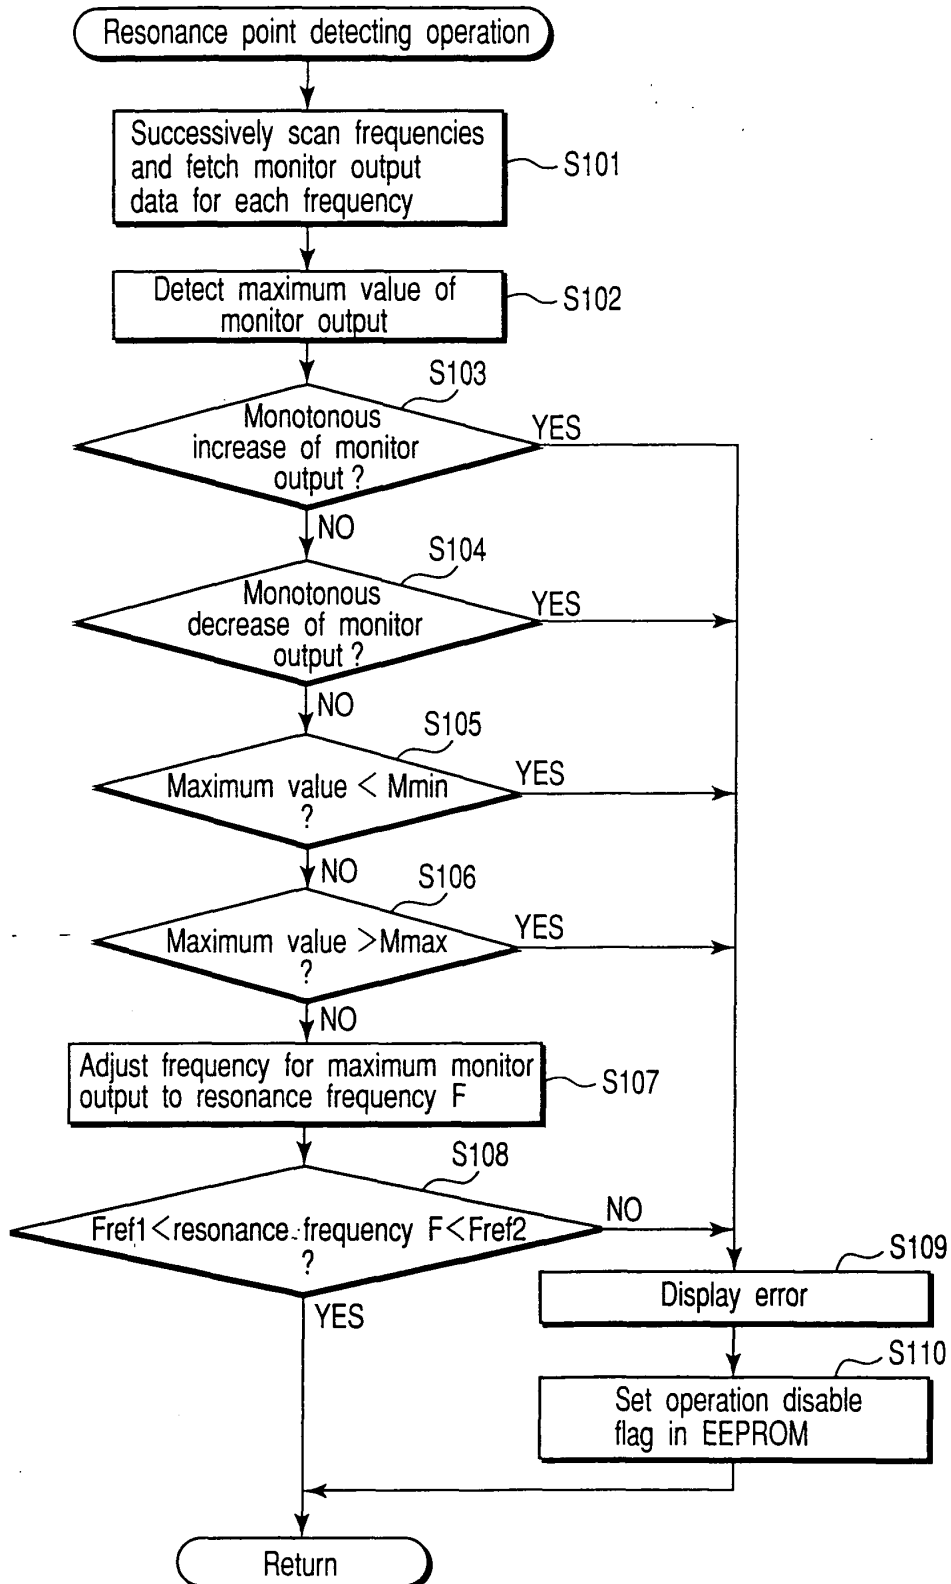 Resonance point detecting operation
Successively scan frequencies
and fetch monitor output
data for each frequency
S101
Detect maximum value of
monitor output
S102
S103
Monotonous
increase of monitor
output ?
YES
NO
S104
Monotonous
decrease of monitor
output ?
YES
NO
S105
Maximum value < Mmin
?
YES
NO
S106
Maximum value >Mmax
?
YES
NO
Adjust frequency for maximum monitor
output to resonance frequency F
S107
S108
Fref1<resonance frequency F<Fref2
?
NO
YES
S109
Display error
S110
Set operation disable
flag in EEPROM
Return